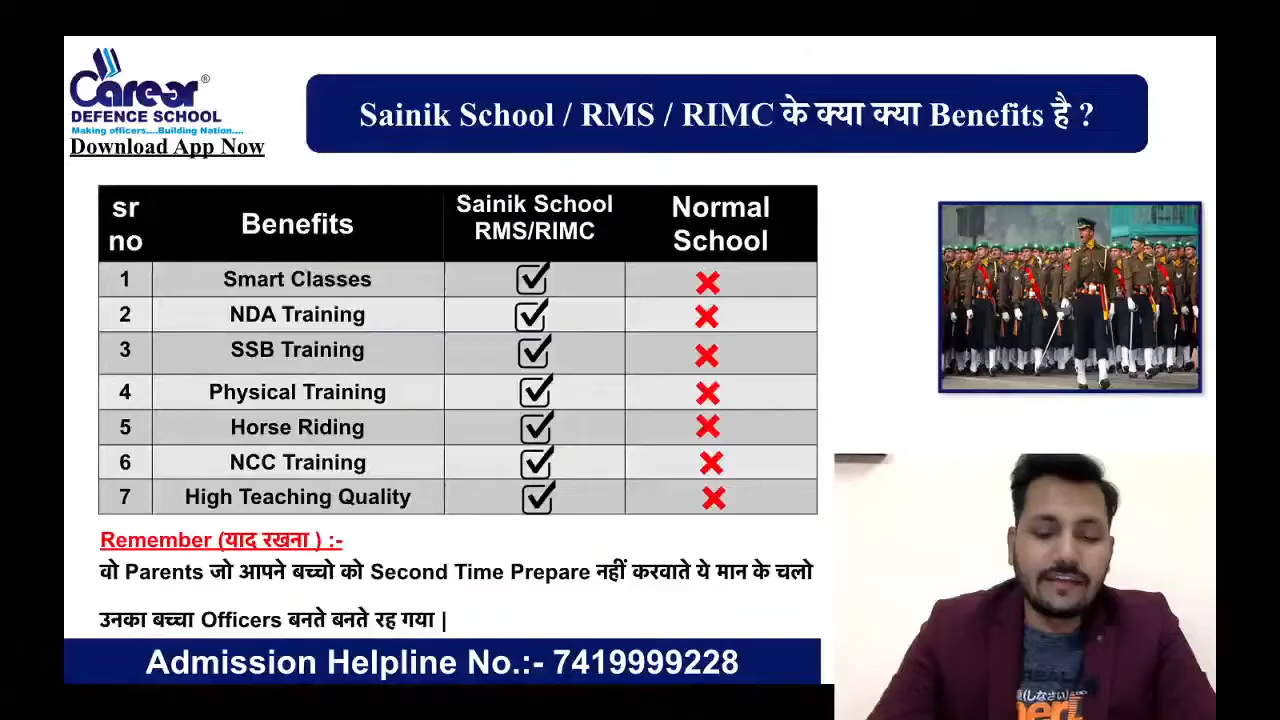 Carear®
DEFENCE SCHOOL
Making officers....Building Nation....
Download App Now
Sainik School / RMS / RIMC के क्या क्या Benefits है ?
sr no Benefits Sainik School RMS/RIMC Normal School
1 Smart Classes
2 NDA Training
3 SSB Training
4 Physical Training
5 Horse Riding
6 NCC Training
7 High Teaching Quality
Remember (याद रखना ) :-
वो Parents जो आपने बच्चो को Second Time Prepare नहीं करवाते ये मान के चलो
उनका बच्चा Officers बनते बनते रह गया |
Admission Helpline No.:- 7419999228